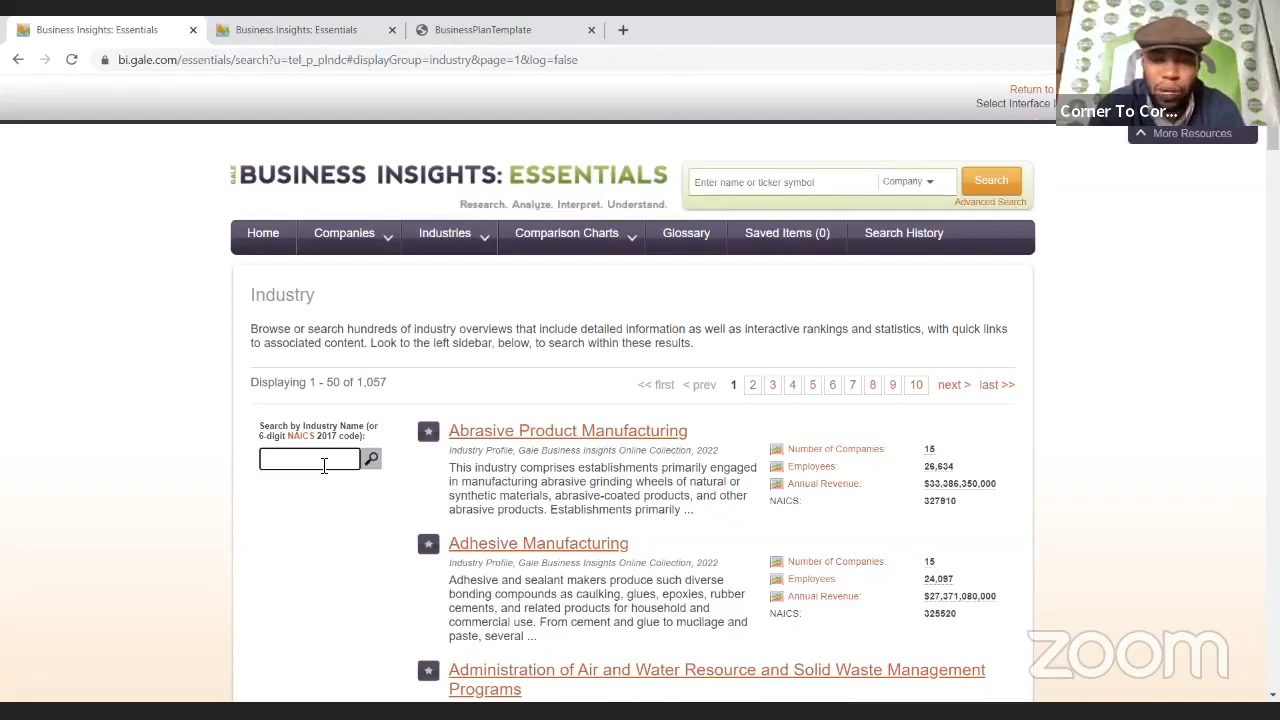 Business Insights: Essentials
Business Insights: Essentials
BusinessPlanTemplate
bi.gale.com/essentials/search?u=tel_p_plndc#displayGroup=industry&page=1&log=false
Return to
Select Interface
Corner To Cor...
More Resources
GALE BUSINESS INSIGHTS: ESSENTIALS
Research. Analyze. Interpret. Understand.
Enter name or ticker symbol Company Search
Advanced Search
Home Companies Industries Comparison Charts Glossary Saved Items (0) Search History
Industry
Browse or search hundreds of industry overviews that include detailed information as well as interactive rankings and statistics, with quick links
to associated content. Look to the left sidebar, below, to search within these results.
Displaying 1 - 50 of 1,057
<< first < prev 1 2 3 4 5 6 7 8 9 10 next > last >>
Search by Industry Name (or
6-digit NAICS 2017 code):
Abrasive Product Manufacturing
Industry Profile, Gale Business Insights Online Collection, 2022
This industry comprises establishments primarily engaged
in manufacturing abrasive grinding wheels of natural or
synthetic materials, abrasive-coated products, and other
abrasive products. Establishments primarily ...
Number of Companies: 15
Employees: 26,634
Annual Revenue: $33,386,350,000
NAICS: 327910
Adhesive Manufacturing
Industry Profile, Gale Business Insights Online Collection, 2022
Adhesive and sealant makers produce such diverse
bonding compounds as caulking, glues, epoxies, rubber
cements, and related products for household and
commercial use. From cement and glue to mucilage and
paste, several ...
Number of Companies: 15
Employees: 24,097
Annual Revenue: $27,371,080,000
NAICS: 325520
Administration of Air and Water Resource and Solid Waste Management
Programs
zoom